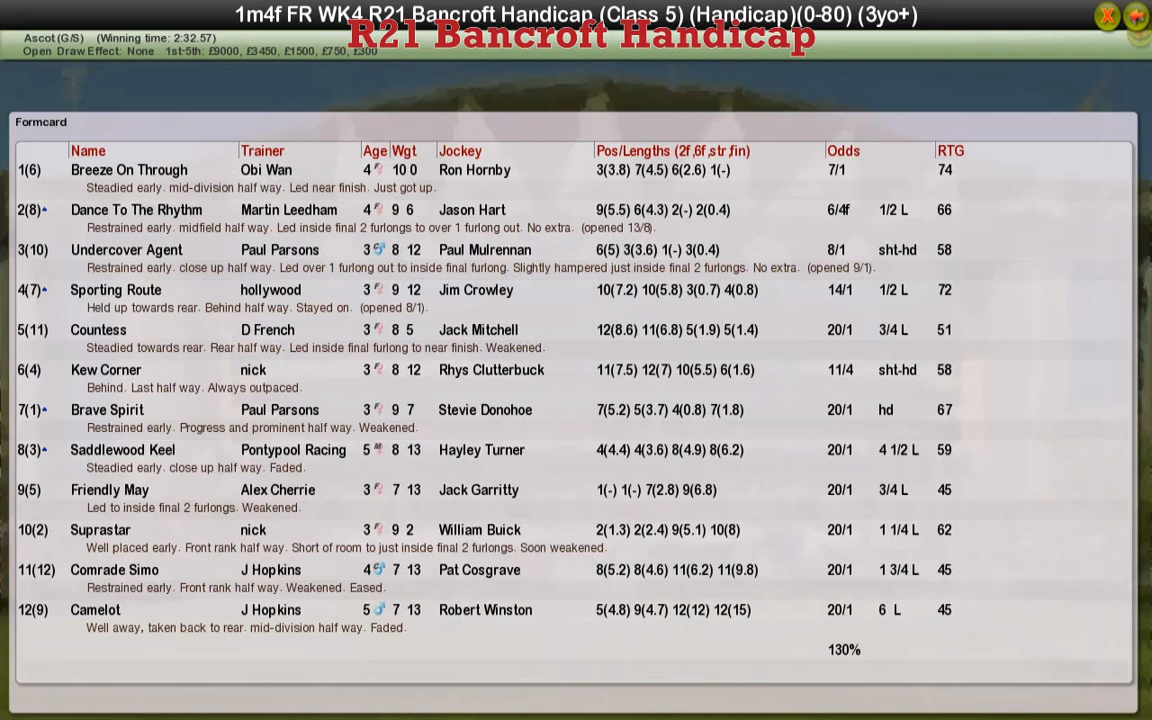 1m4f FR WK4 R21 Bancroft Handicap (Class 5) (Handicap)(0-80) (3yo+)
R21 Bancroft Handicap
Ascot(G/S) (Winning time: 2:32.57)
Open Draw Effect: None 1st-5th: £9000, £3450, £1500, £750, £300
Formcard
Name Trainer Age Wgt Jockey Pos/Lengths (2f,6f,str,fin) Odds RTG
1(6) Breeze On Through Obi Wan 4 10 0 Ron Hornby 3(3.8) 7(4.5) 6(2.6) 1(-) 7/1 74
Steadied early. mid-division half way. Led near finish. Just got up.
2(8) Dance To The Rhythm Martin Leedham 4 9 6 Jason Hart 9(5.5) 6(4.3) 2(-) 2(0.4) 6/4f 1/2 L 66
Restrained early. midfield half way. Led inside final 2 furlongs to over 1 furlong out. No extra. (opened 13/8).
3(10) Undercover Agent Paul Parsons 3 8 12 Paul Mulrennan 6(5) 3(3.6) 1(-) 3(0.4) 8/1 sht-hd 58
Restrained early. close up half way. Led over 1 furlong out to inside final furlong. Slightly hampered just inside final 2 furlongs. No extra. (opened 9/1).
4(7) Sporting Route hollywood 3 9 12 Jim Crowley 10(7.2) 10(5.8) 3(0.7) 4(0.8) 14/1 1/2 L 72
Held up towards rear. Behind half way. Stayed on. (opened 8/1).
5(11) Countess D French 3 8 5 Jack Mitchell 12(8.6) 11(6.8) 5(1.9) 5(1.4) 20/1 3/4 L 51
Steadied towards rear. Rear half way. Led inside final furlong to near finish. Weakened.
6(4) Kew Corner nick 3 8 12 Rhys Clutterbuck 11(7.5) 12(7) 10(5.5) 6(1.6) 11/4 sht-hd 58
Behind. Last half way. Always outpaced.
7(1) Brave Spirit Paul Parsons 3 9 7 Stevie Donohoe 7(5.2) 5(3.7) 4(0.8) 7(1.8) 20/1 hd 67
Restrained early. Progress and prominent half way. Weakened.
8(3) Saddlewood Keel Pontypool Racing 5 8 13 Hayley Turner 4(4.4) 4(3.6) 8(4.9) 8(6.2) 20/1 4 1/2 L 59
Steadied early. close up half way. Faded.
9(5) Friendly May Alex Cherrie 3 7 13 Jack Garritty 1(-) 1(-) 7(2.8) 9(6.8) 20/1 3/4 L 45
Led to inside final 2 furlongs. Weakened.
10(2) Suprastar nick 3 9 2 William Buick 2(1.3) 2(2.4) 9(5.1) 10(8) 20/1 1 1/4 L 62
Well placed early. Front rank half way. Short of room to just inside final 2 furlongs. Soon weakened.
11(12) Comrade Simo J Hopkins 4 7 13 Pat Cosgrave 8(5.2) 8(4.6) 11(6.2) 11(9.8) 20/1 1 3/4 L 45
Restrained early. Front rank half way. Weakened. Eased.
12(9) Camelot J Hopkins 5 7 13 Robert Winston 5(4.8) 9(4.7) 12(12) 12(15) 20/1 6 L 45
Well away, taken back to rear. mid-division half way. Faded.
130%